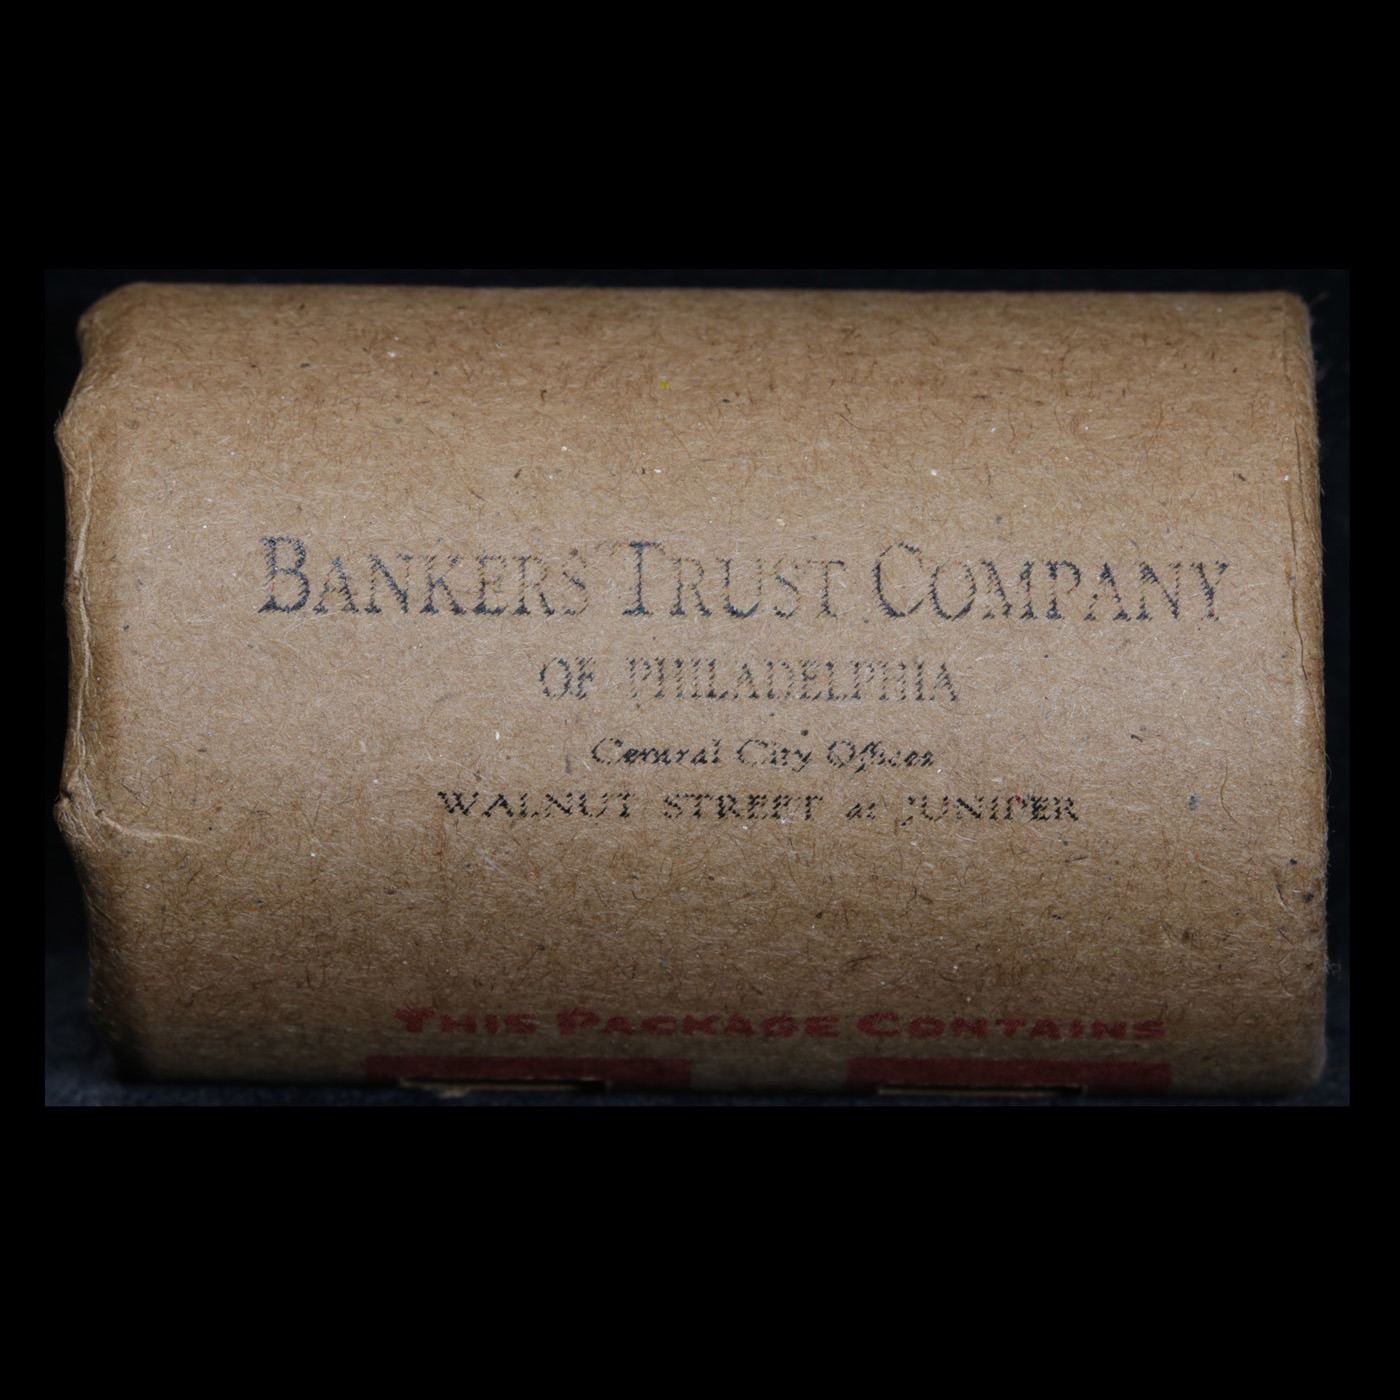 BANKERS TRUST COMPANY
OF PHILADELPHIA
Central City Offices
WALNUT STREET at JUNIPER
THIS PACKAGE CONTAINS